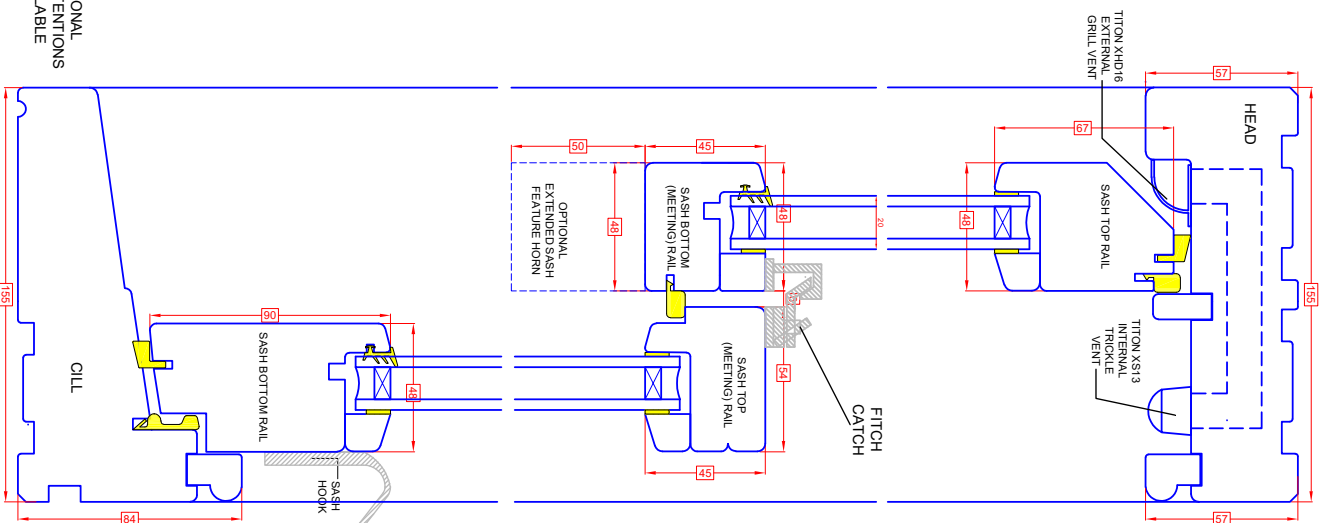 TITON XHD16
EXTERNAL
GRILL VENT
57
155
HEAD
67
SASH TOP RAIL
48
TITON XS13
INTERNAL
TRICKLE
VENT
57
50
45
48
48
20
OPTIONAL
EXTENDED SASH
FEATURE HORN
SASH BOTTOM
(MEETING) RAIL
SASH TOP
(MEETING) RAIL
54
45
FITCH
CATCH
90
48
SASH BOTTOM RAIL
SASH
HOOK
CILL
84
155
ONAL
TENTIONS
LABLE